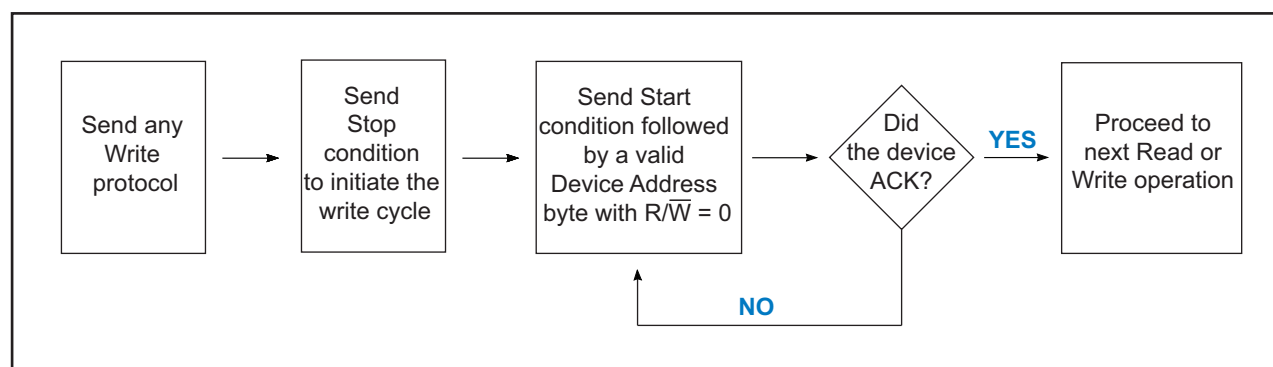 Send any
Write
protocol
Send
Stop
condition
to initiate the
write cycle
Send Start
condition followed
by a valid
Device Address
byte with R/W̅ = 0
Did
the device
ACK?
YES
Proceed to
next Read or
Write operation
NO